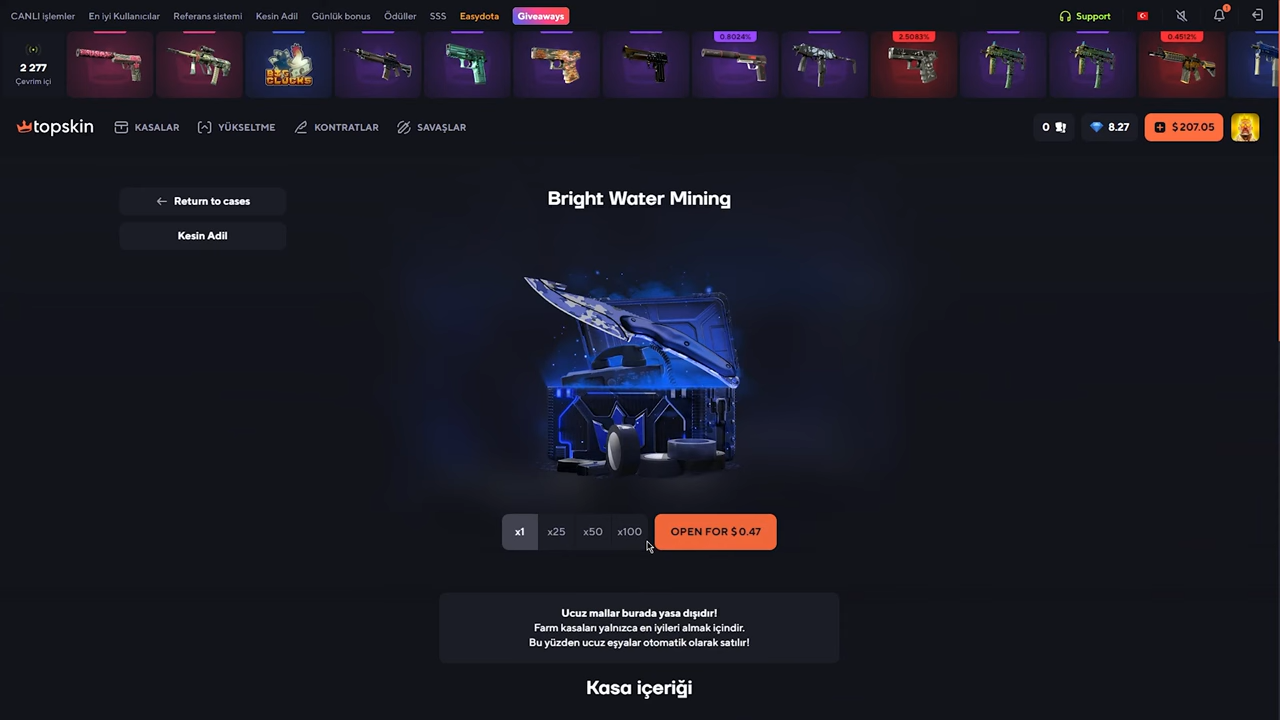 CANLI işlemler
En iyi Kullanıcılar
Referans sistemi
Kesin Adil
Günlük bonus
Ödüller
SSS
Easydota
Giveaways
Support
1
2 277
Çevrim içi
BIG CLUCKS
0.8024%
2.5083%
0.4512%
topskin
KASALAR
YÜKSELTME
KONTRATLAR
SAVAŞLAR
0
8.27
$ 207.05
Return to cases
Kesin Adil
Bright Water Mining
x1
x25
x50
x100
OPEN FOR $ 0.47
Ucuz mallar burada yasa dışıdır!
Farm kasaları yalnızca en iyileri almak içindir.
Bu yüzden ucuz eşyalar otomatik olarak satılır!
Kasa içeriği